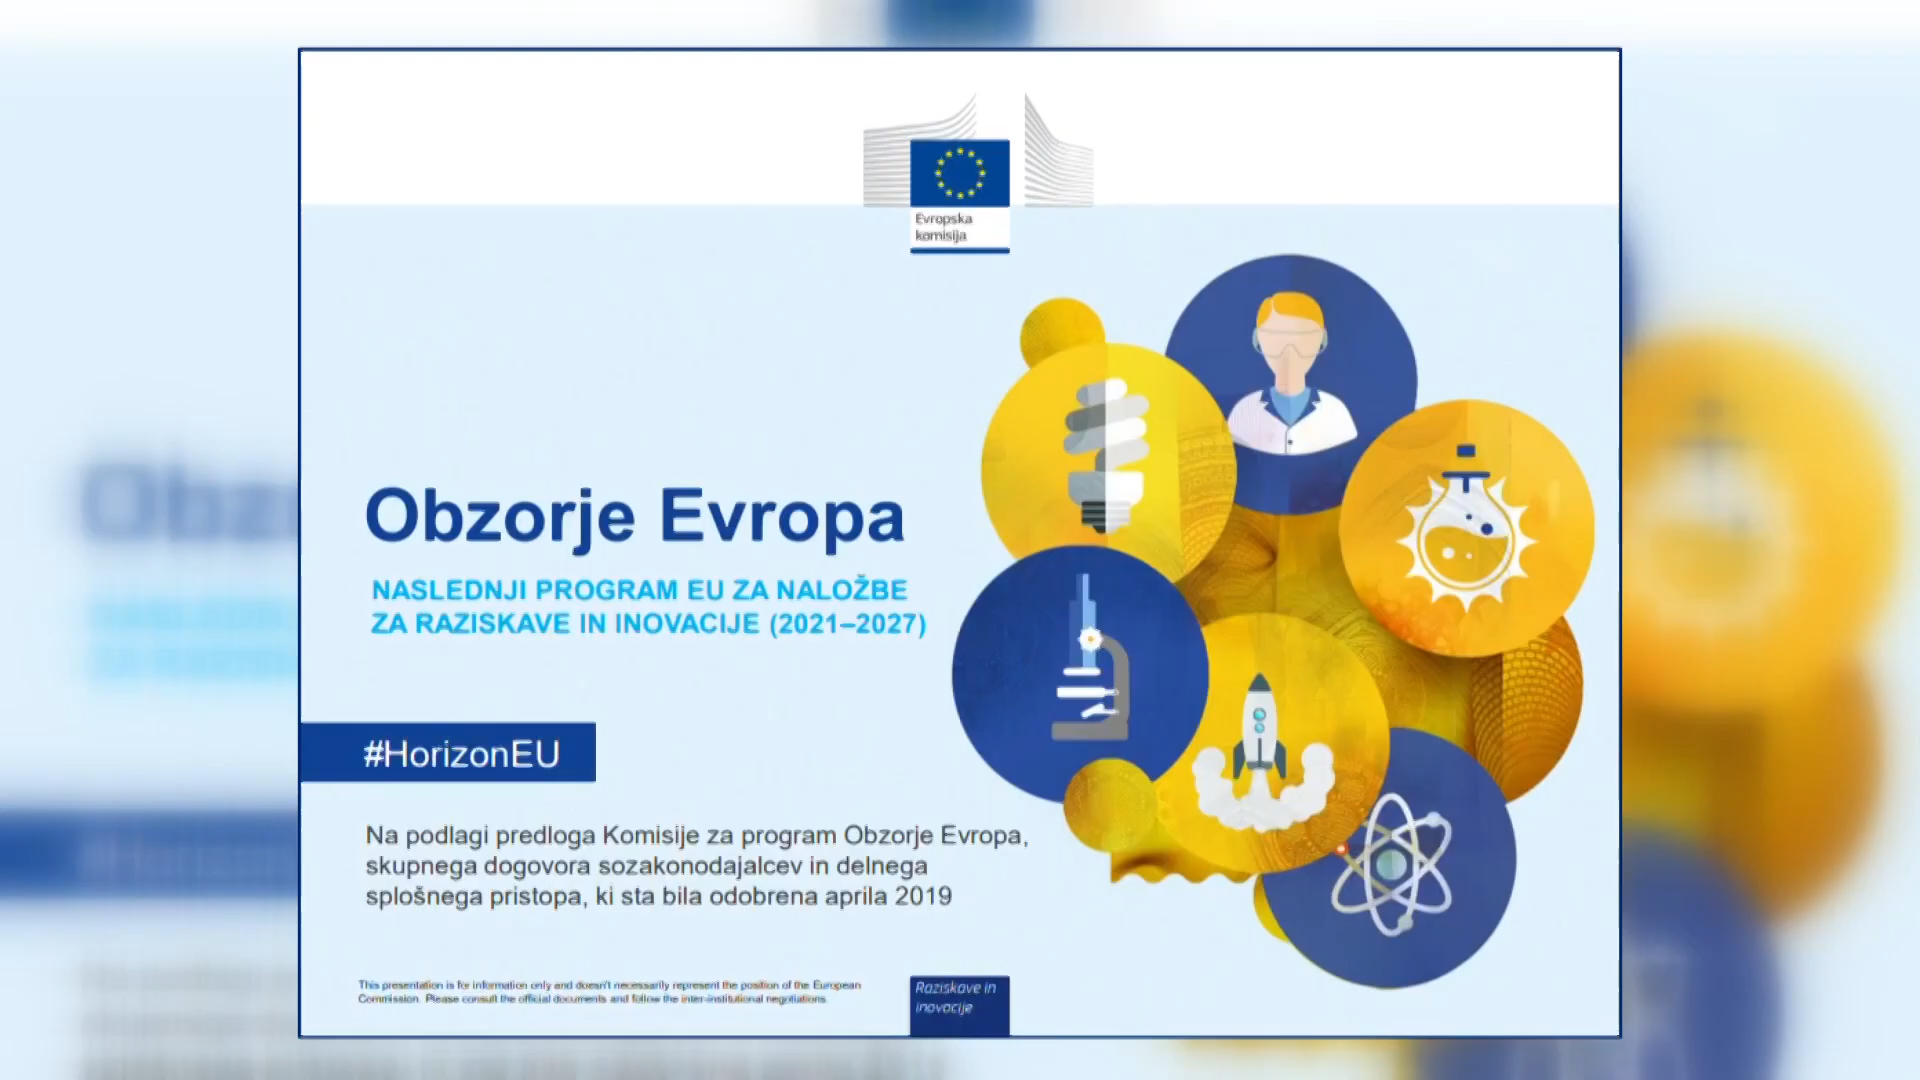 Evropska
komisija
Obzorje Evropa
NASLEDNJI PROGRAM EU ZA NALOŽBE
ZA RAZISKAVE IN INOVACIJE (2021–2027)
#HorizonEU
Na podlagi predloga Komisije za program Obzorje Evropa,
skupnega dogovora sozakonodajalcev in delnega
splošnega pristopa, ki sta bila odobrena aprila 2019
This presentation is for information only and doesn't necessarily represent the position of the European
Commission. Please consult the official documents and follow the inter-institutional negotiations.
Raziskave in
inovacije